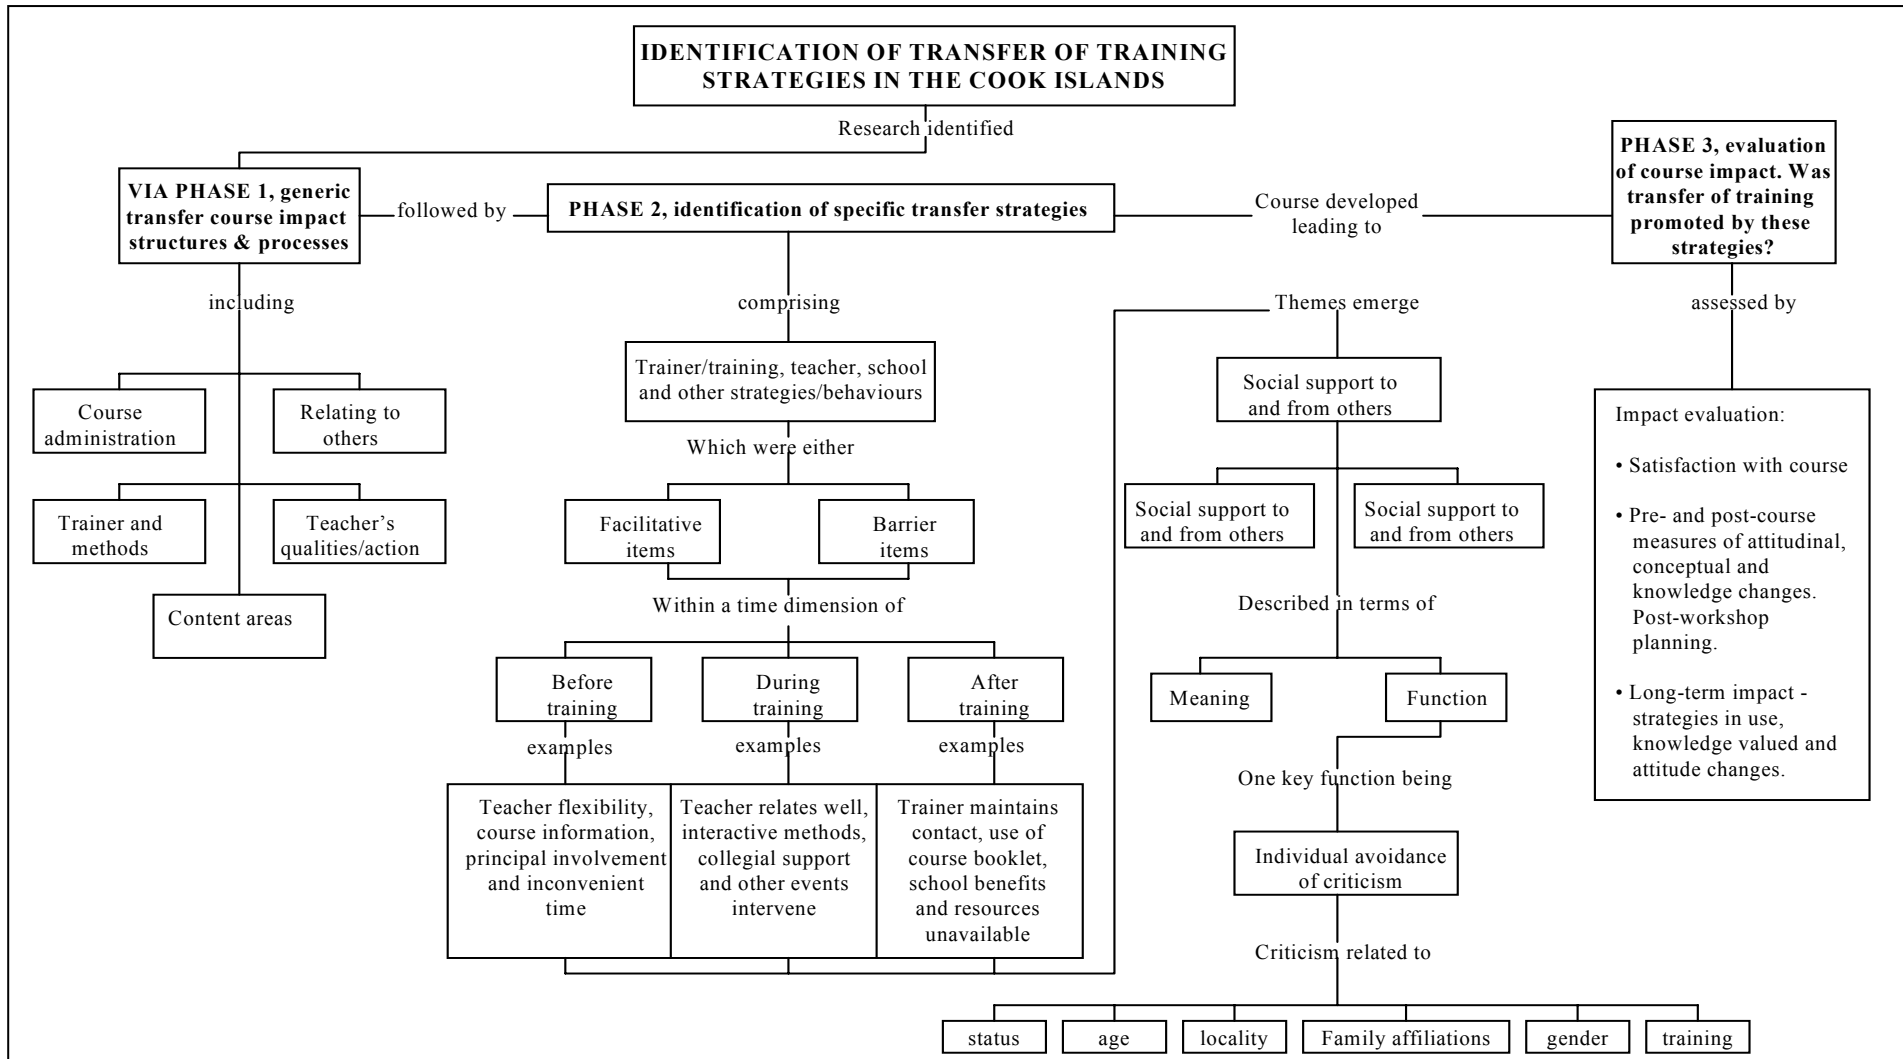 IDENTIFICATION OF TRANSFER OF TRAINING
STRATEGIES IN THE COOK ISLANDS
Research identified
VIA PHASE 1, generic
transfer course impact
structures & processes
followed by
PHASE 2, identification of specific transfer strategies
Course developed
leading to
PHASE 3, evaluation
of course impact. Was
transfer of training
promoted by these
strategies?
including
Course
administration
Relating to
others
Trainer and
methods
Teacher's
qualities/action
Content areas
comprising
Trainer/training, teacher, school
and other strategies/behaviours
Which were either
Facilitative
items
Barrier
items
Within a time dimension of
Before
training
During
training
After
training
examples
examples
examples
Teacher flexibility,
course information,
principal involvement
and inconvenient
time
Teacher relates well,
interactive methods,
collegial support
and other events
intervene
Trainer maintains
contact, use of
course booklet,
school benefits
and resources
unavailable
Themes emerge
Social support to
and from others
Social support to
and from others
Social support to
and from others
Described in terms of
Meaning
Function
One key function being
Individual avoidance
of criticism
Criticism related to
status
age
locality
Family affiliations
gender
training
assessed by
Impact evaluation:
• Satisfaction with course
• Pre- and post-course
measures of attitudinal,
conceptual and
knowledge changes.
Post-workshop
planning.
• Long-term impact -
strategies in use,
knowledge valued and
attitude changes.